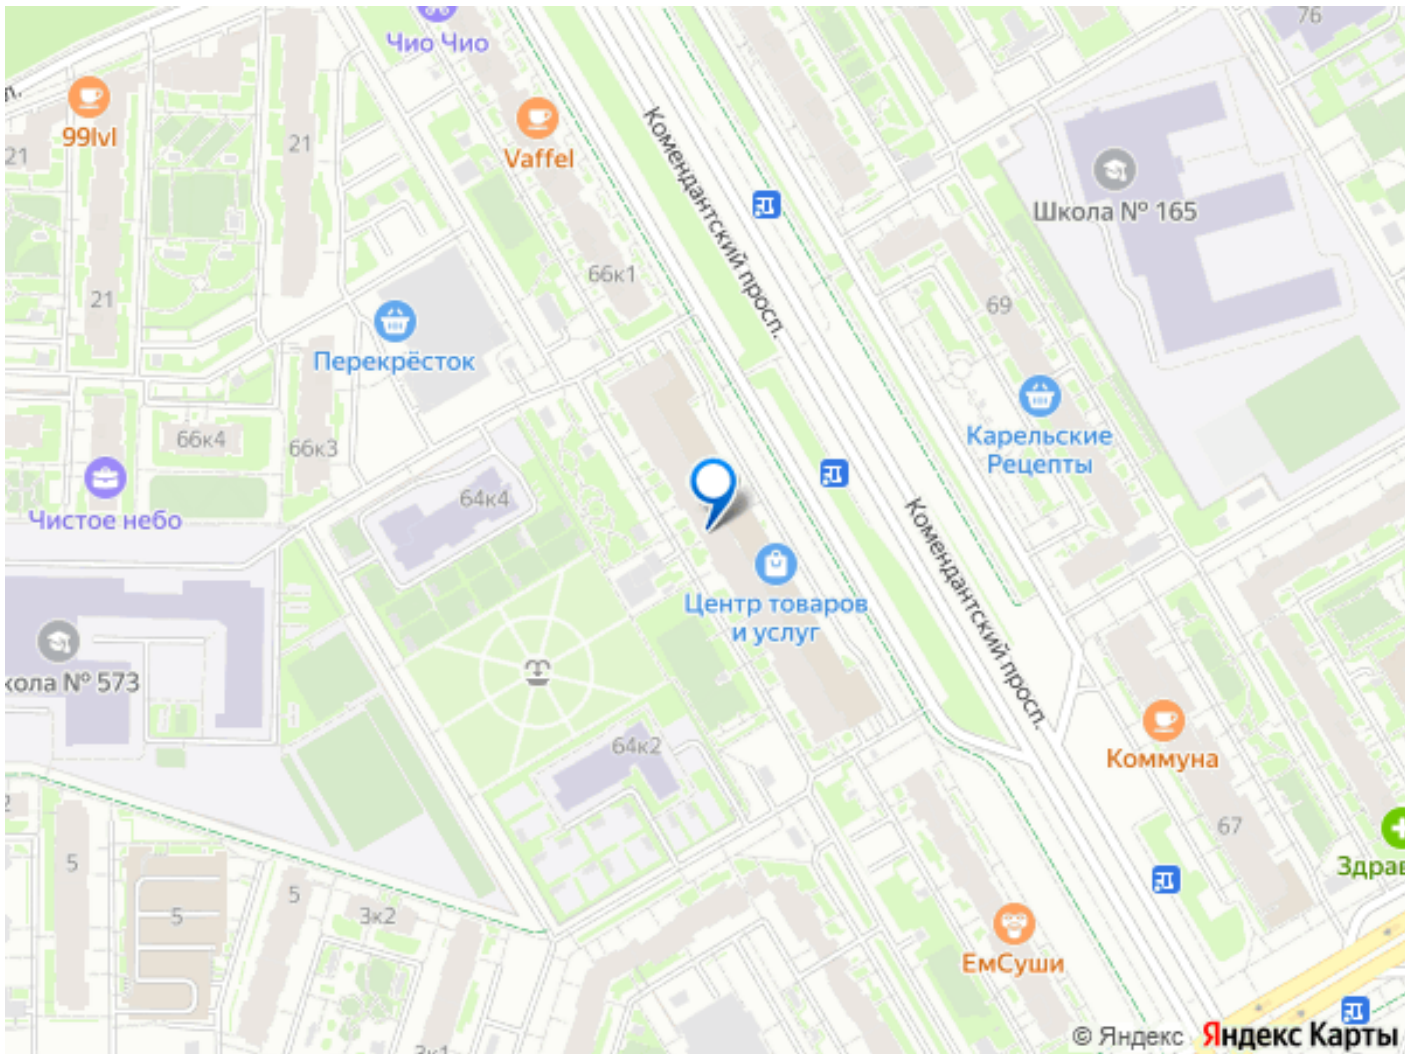 Чио Чио
76
99lvl
21
21
Vaffel
Комендантский просп.
Школа № 165
66к1
21
69
Перекрёсток
66к4
66к3
Карельские
Рецепты
64к4
Чистое небо
Комендантский просп.
Центр товаров
и услуг
кола № 573
64к2
Коммуна
67
Здрав
5
5
5
3к2
ЕмСуши
© Яндекс Яндекс Карты